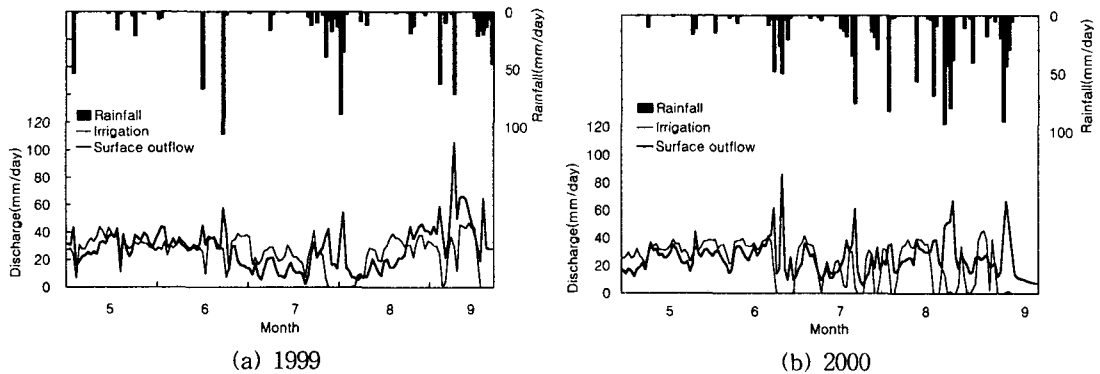 0
50
100
Rainfall(mm/day)
Rainfall
Irrigation
Surface outflow
120
100
80
60
40
20
0
Discharge(mm/day)
5
6
7
8
9
Month
(a) 1999
0
50
100
Rainfall(mm/day)
Rainfall
Irrigation
Surface outflow
120
100
80
60
40
20
0
Discharge(mm/day)
5
6
7
8
9
Month
(b) 2000